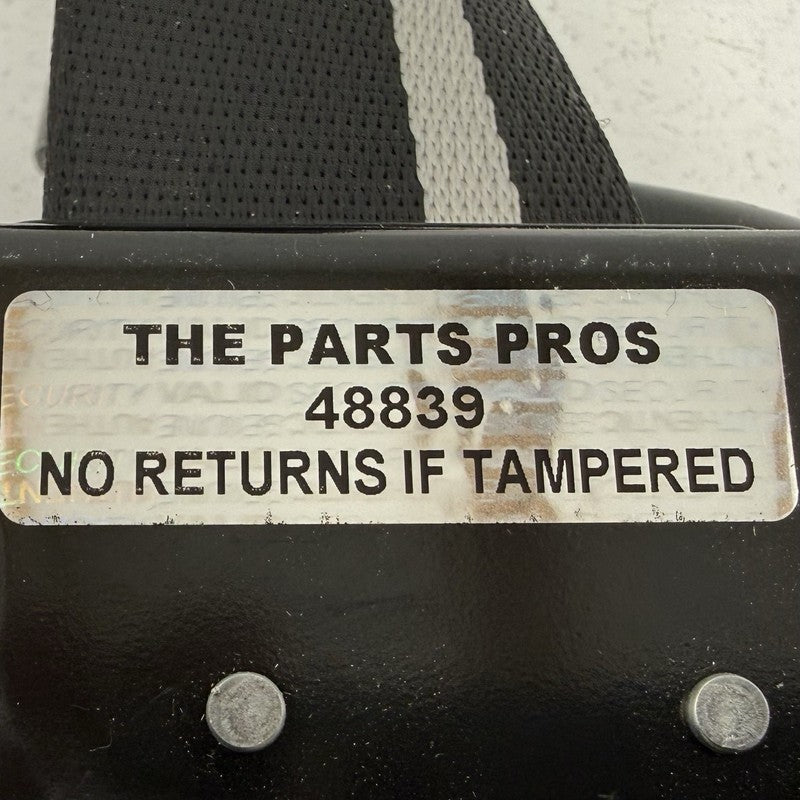 THE PARTS PROS
48839
NO RETURNS IF TAMPERED